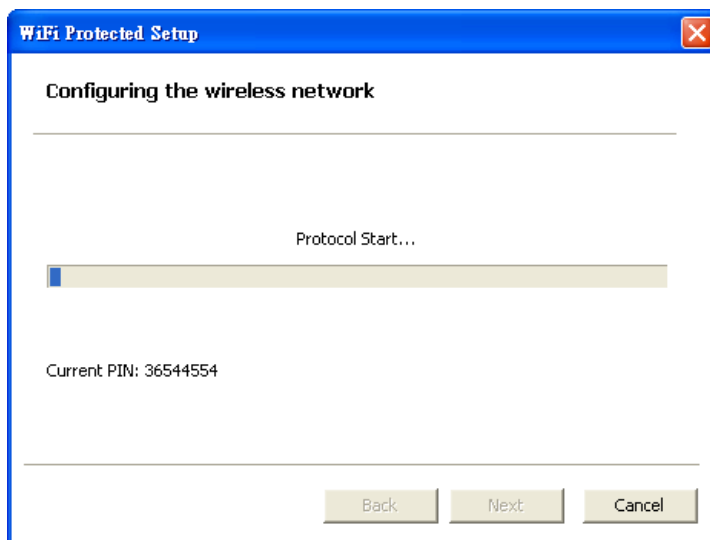 WiFi Protected Setup
Configuring the wireless network
Protocol Start...
Current PIN: 36544554
Back Next Cancel